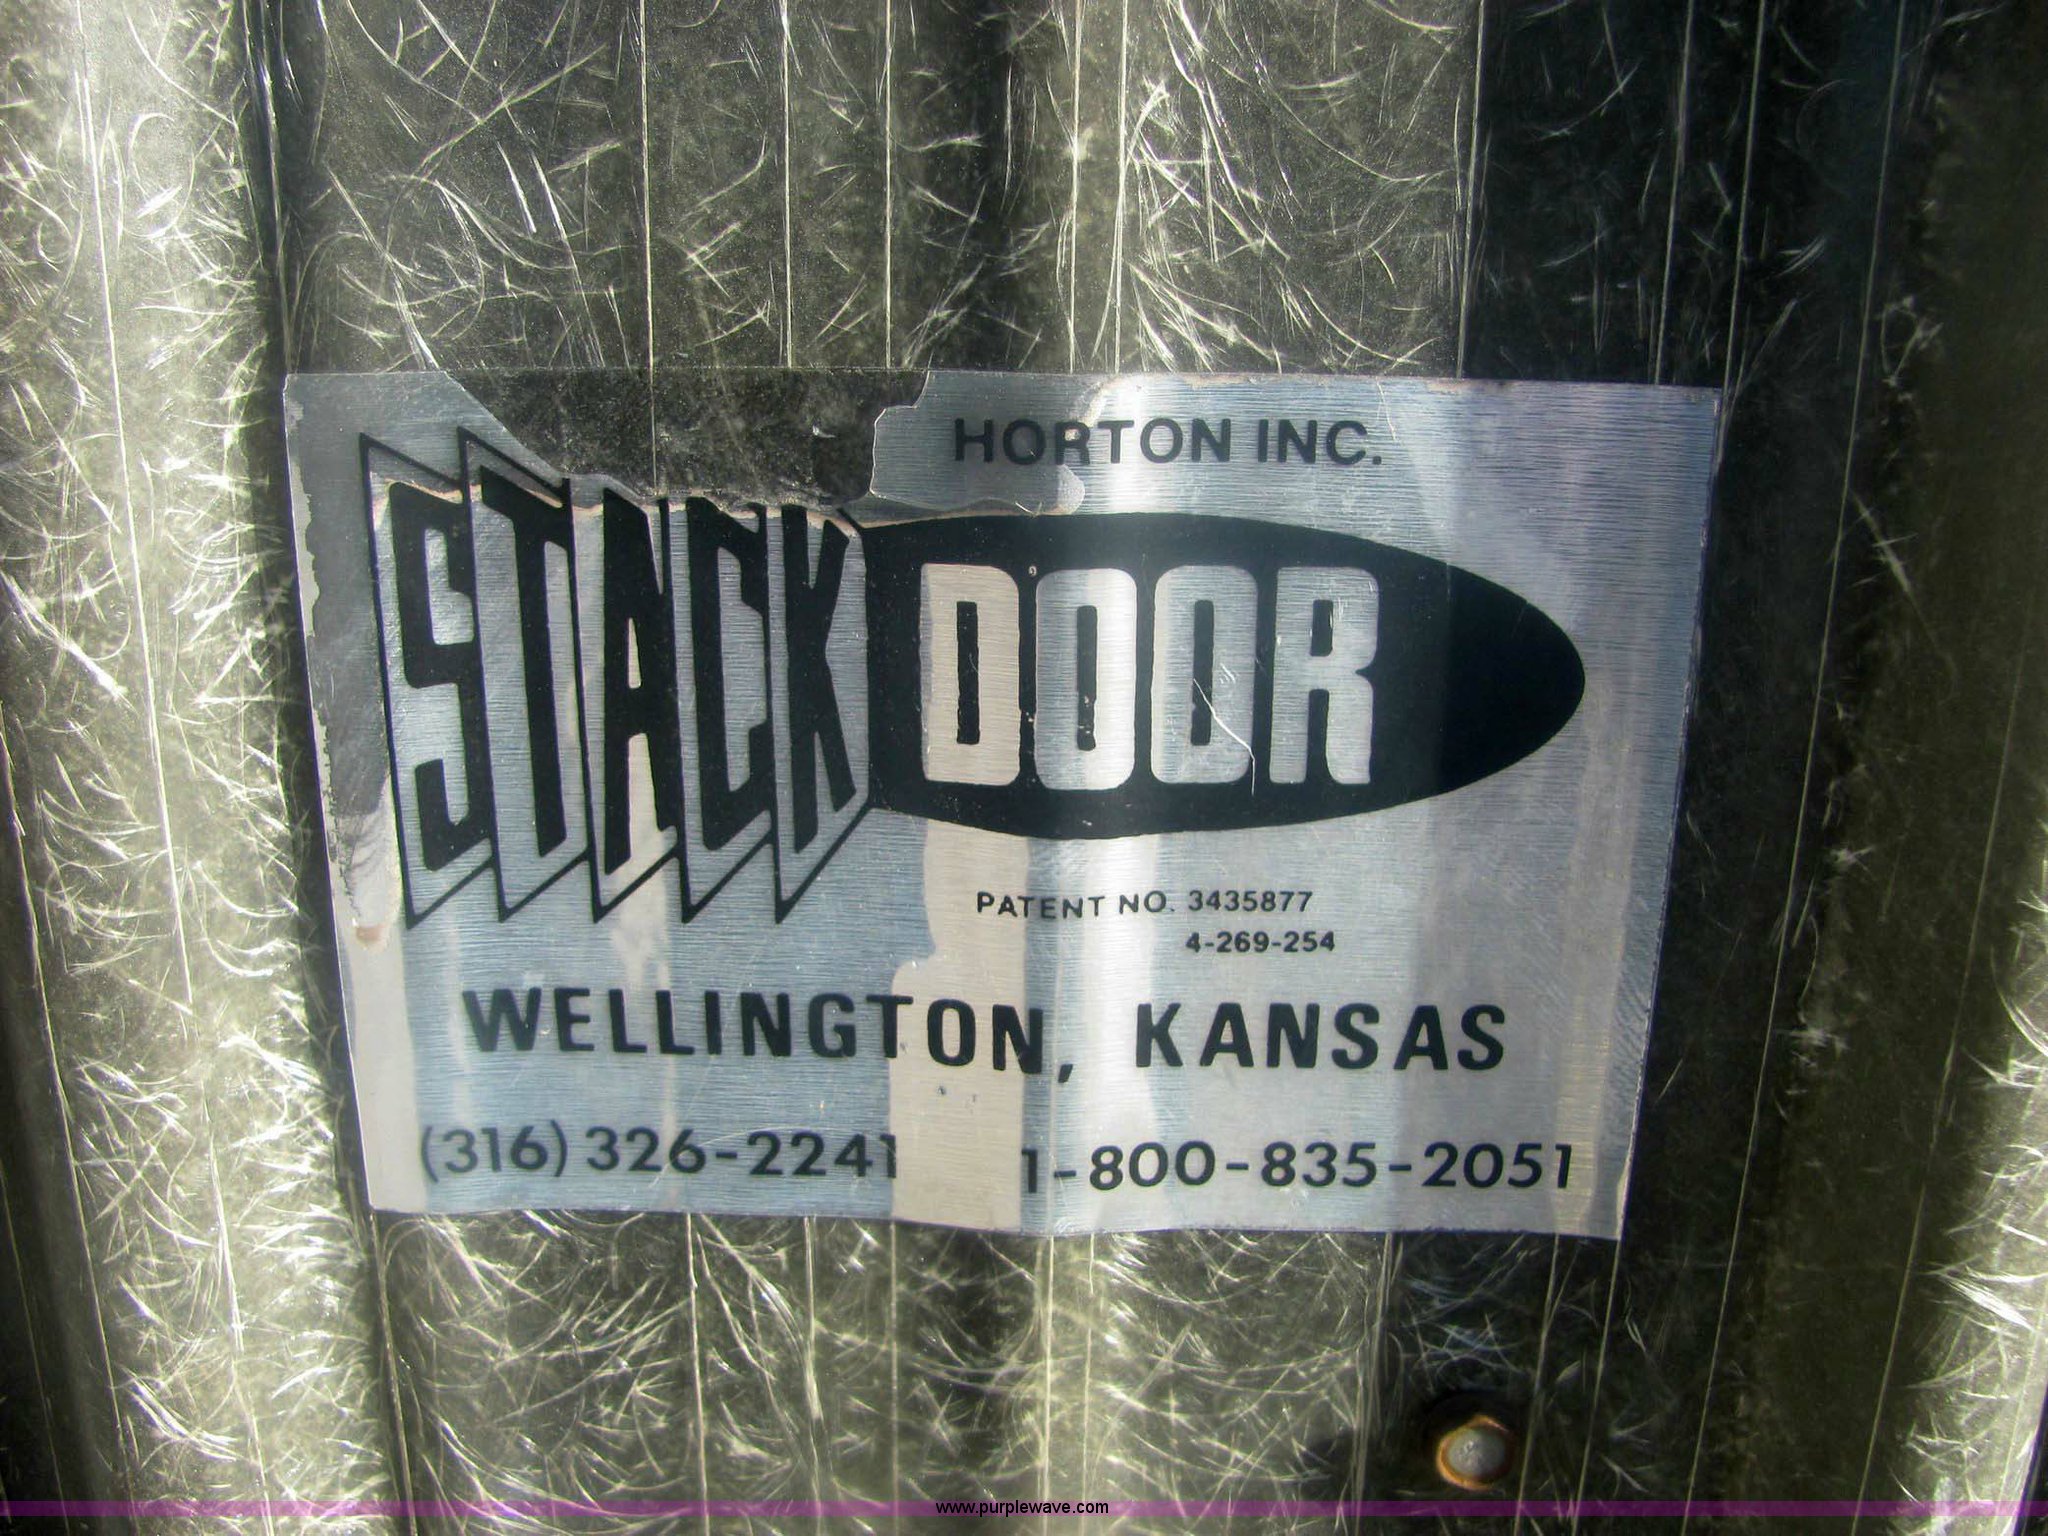 HORTON INC.
STACK DOOR
PATENT NO. 3435877
4-269-254
WELLINGTON, KANSAS
(316) 326-2241 1-800-835-2051
www.purplewave.com